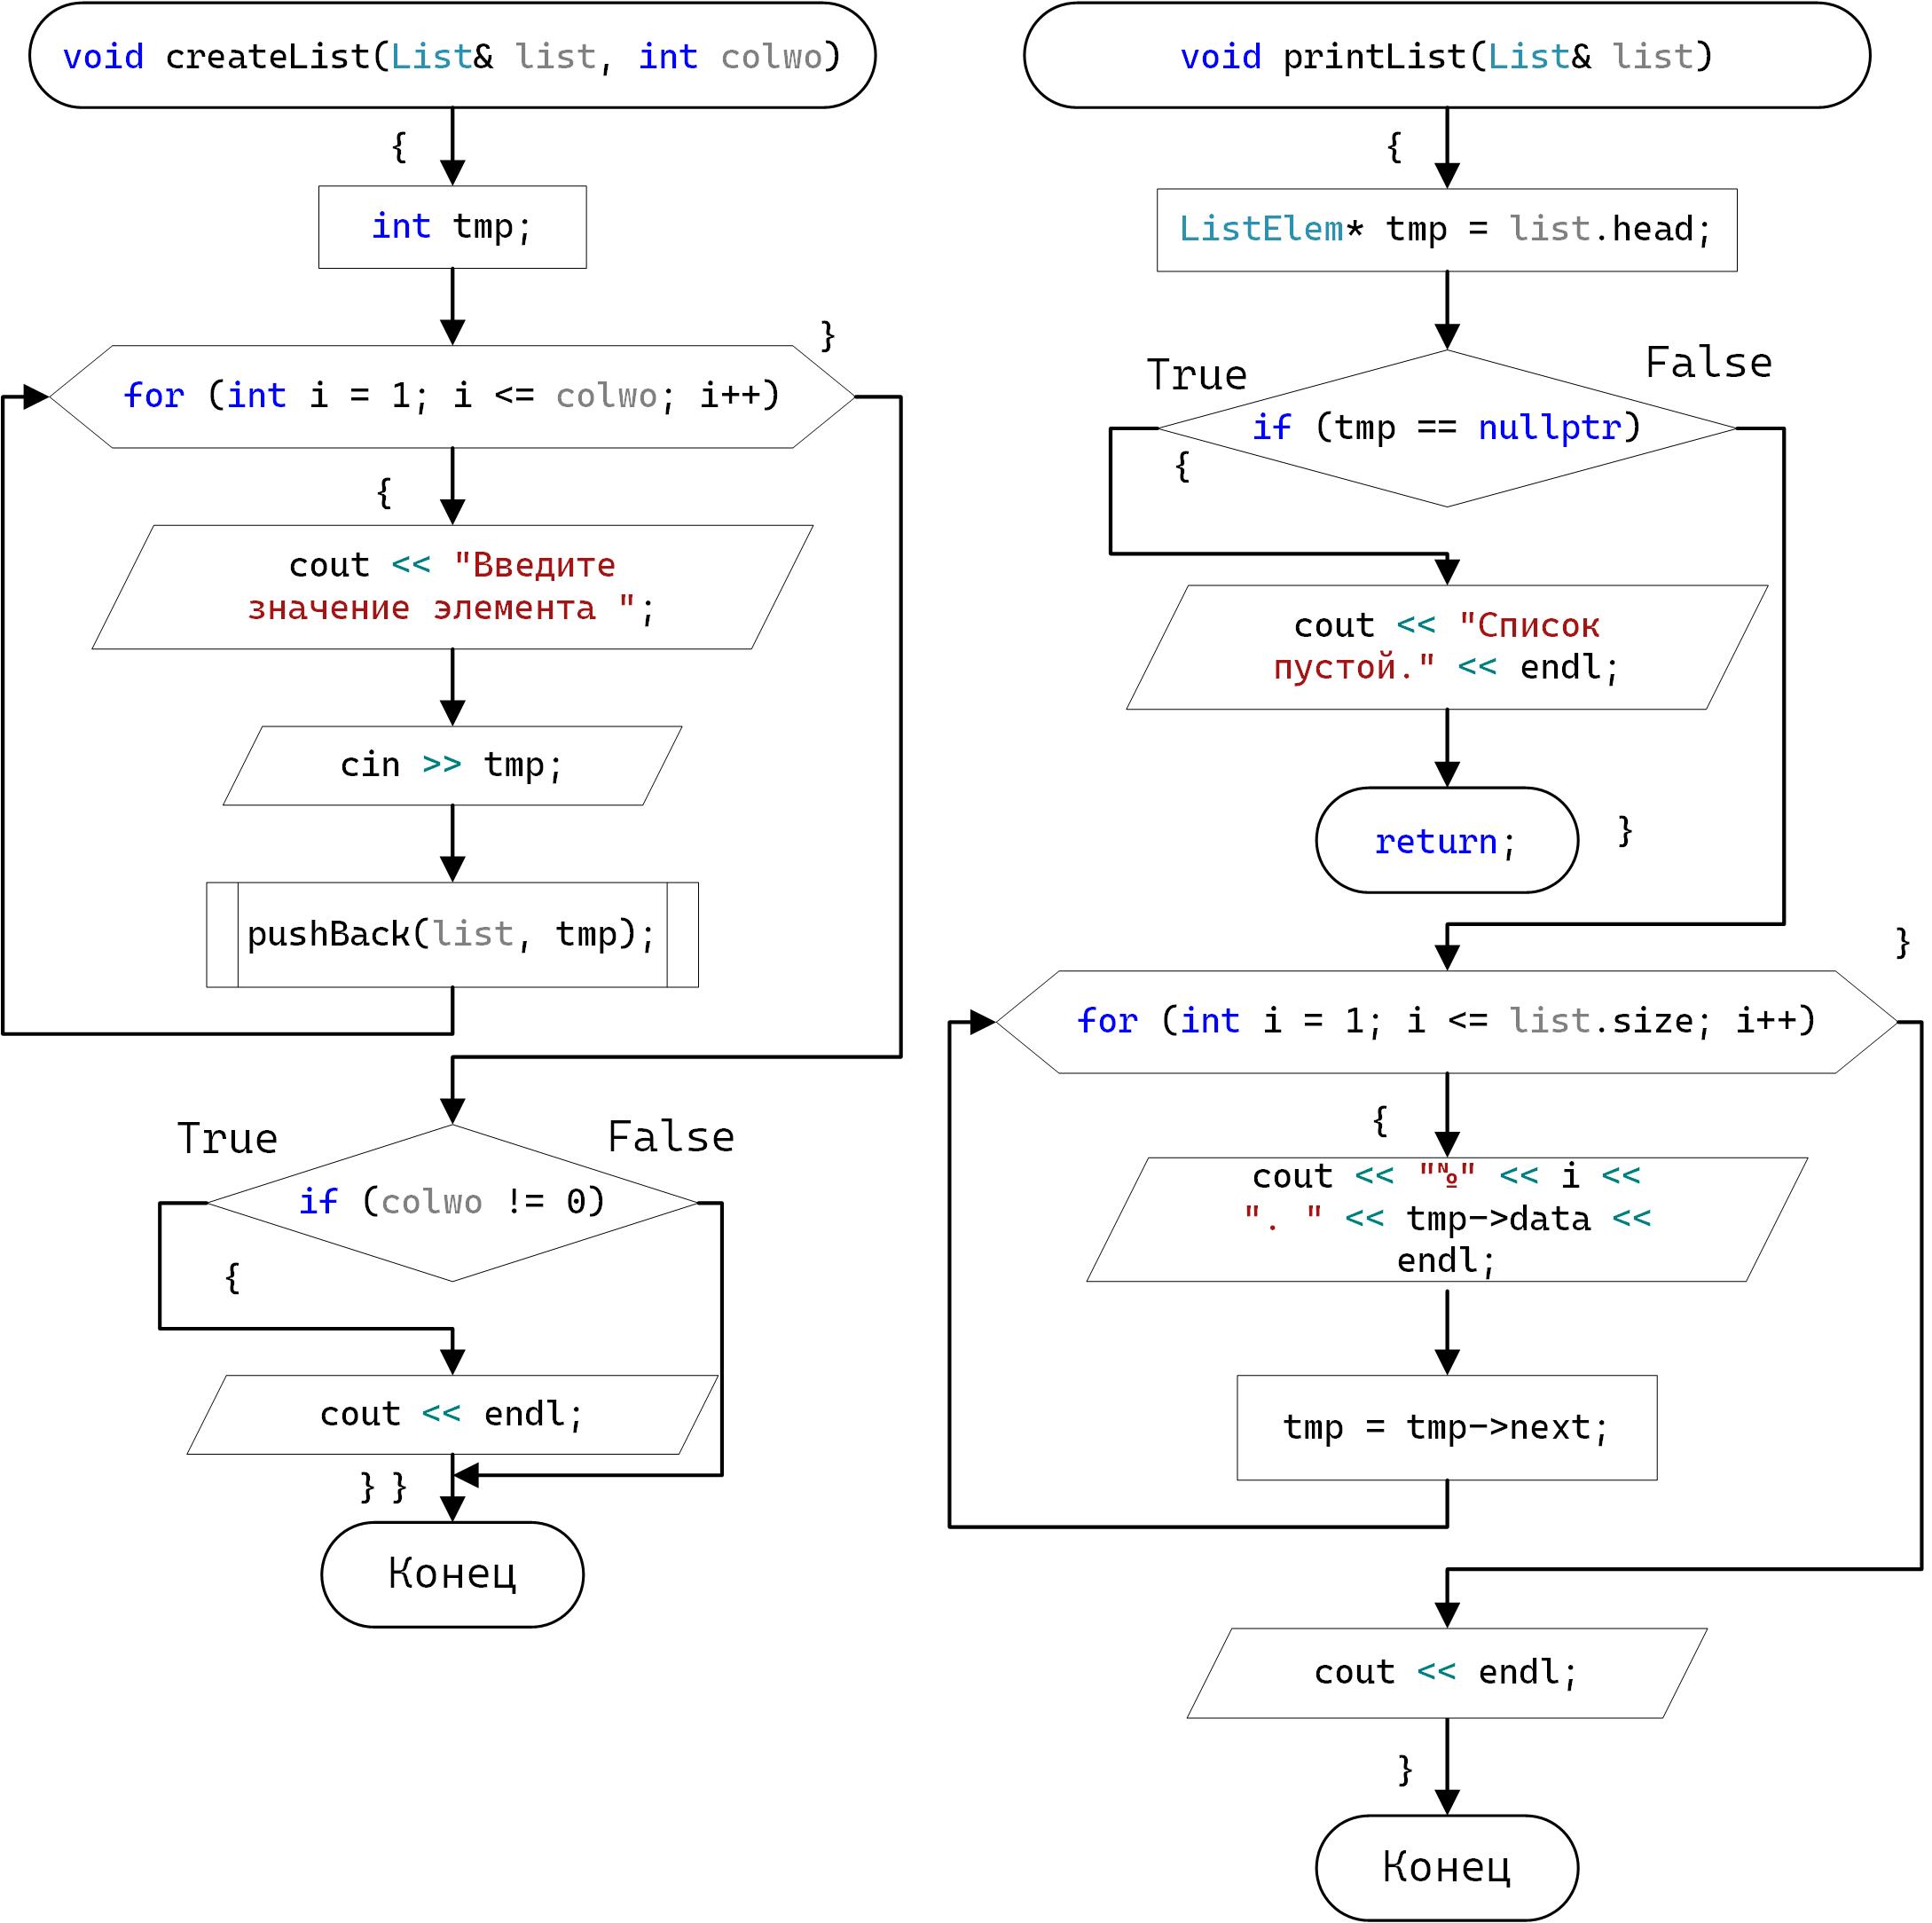 void createList(List& list, int colwo)
{
int tmp;
}
for (int i = 1; i <= colwo; i++)
{
cout << "Введите
значение элемента ";
cin >> tmp;
pushBack(list, tmp);
True
False
if (colwo != 0)
{
cout << endl;
} }
Конец
void printList(List& list)
{
ListElem* tmp = list.head;
True
False
if (tmp == nullptr)
{
cout << "Список
пустой." << endl;
return;
}
}
for (int i = 1; i <= list.size; i++)
{
cout << "№" << i <<
". " << tmp->data <<
endl;
tmp = tmp->next;
cout << endl;
}
Конец